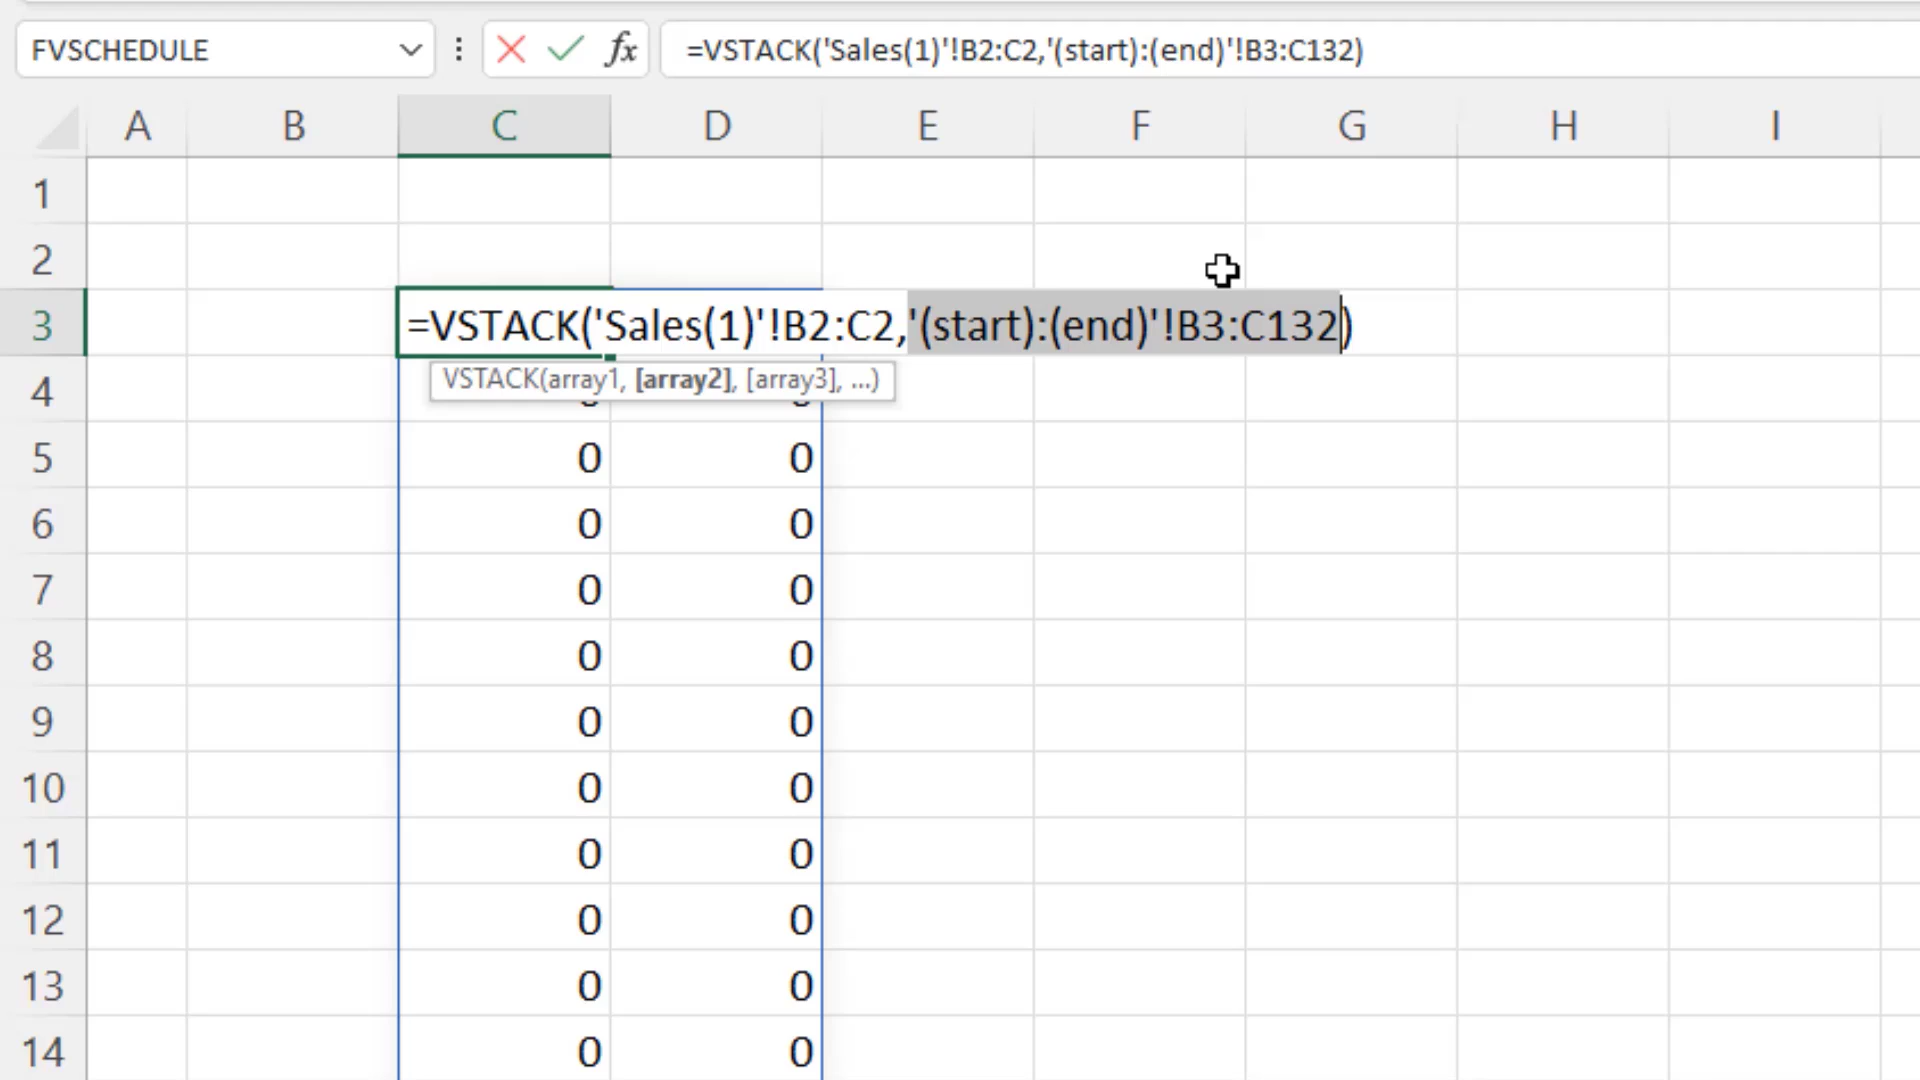 FVSCHEDULE fx =VSTACK('Sales(1)'!B2:C2,'(start):(end)'!B3:C132)
A B C D E F G H I
1
2
3 =VSTACK('Sales(1)'!B2:C2,'(start):(end)'!B3:C132)
VSTACK(array1, [array2], [array3], ...)
4
5 0 0
6 0 0
7 0 0
8 0 0
9 0 0
10 0 0
11 0 0
12 0 0
13 0 0
14 0 0